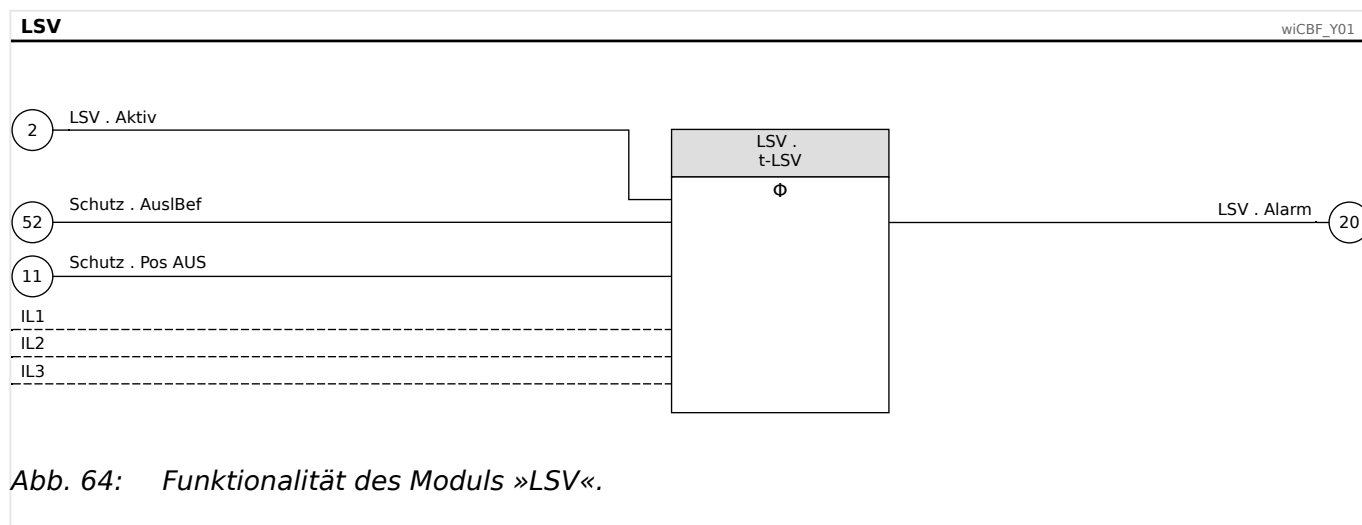 LSV
wiCBF_Y01
LSV . Aktiv
2
LSV .
t-LSV
Φ
Schutz . AuslBef
52
LSV . Alarm
20
Schutz . Pos AUS
11
IL1
IL2
IL3
Abb. 64: Funktionalität des Moduls »LSV«.